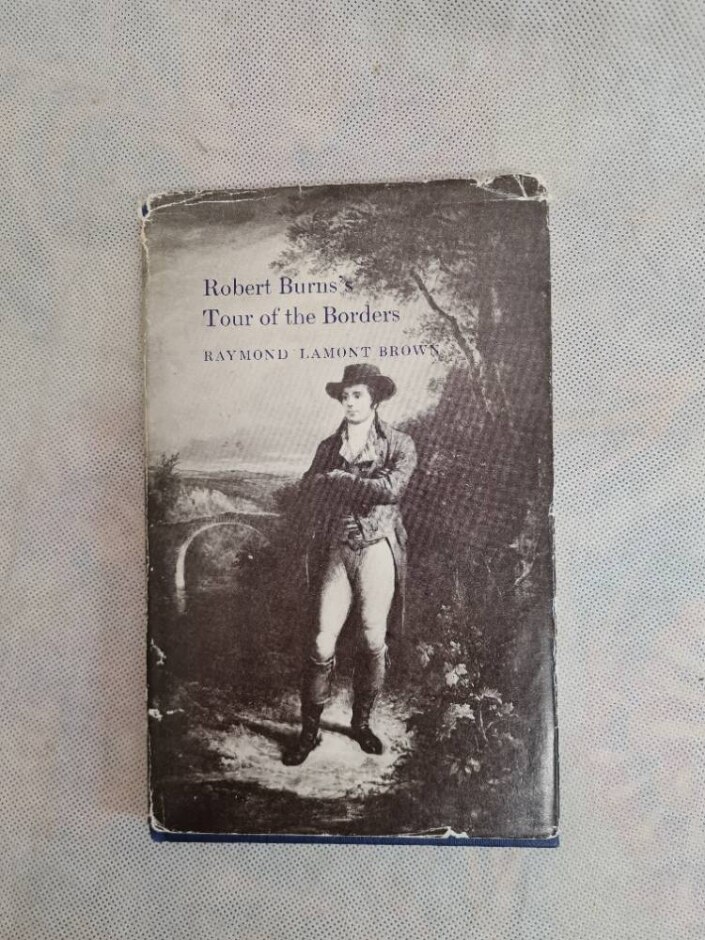 Robert Burns's
Tour of the Borders
RAYMOND LAMONT BROWN